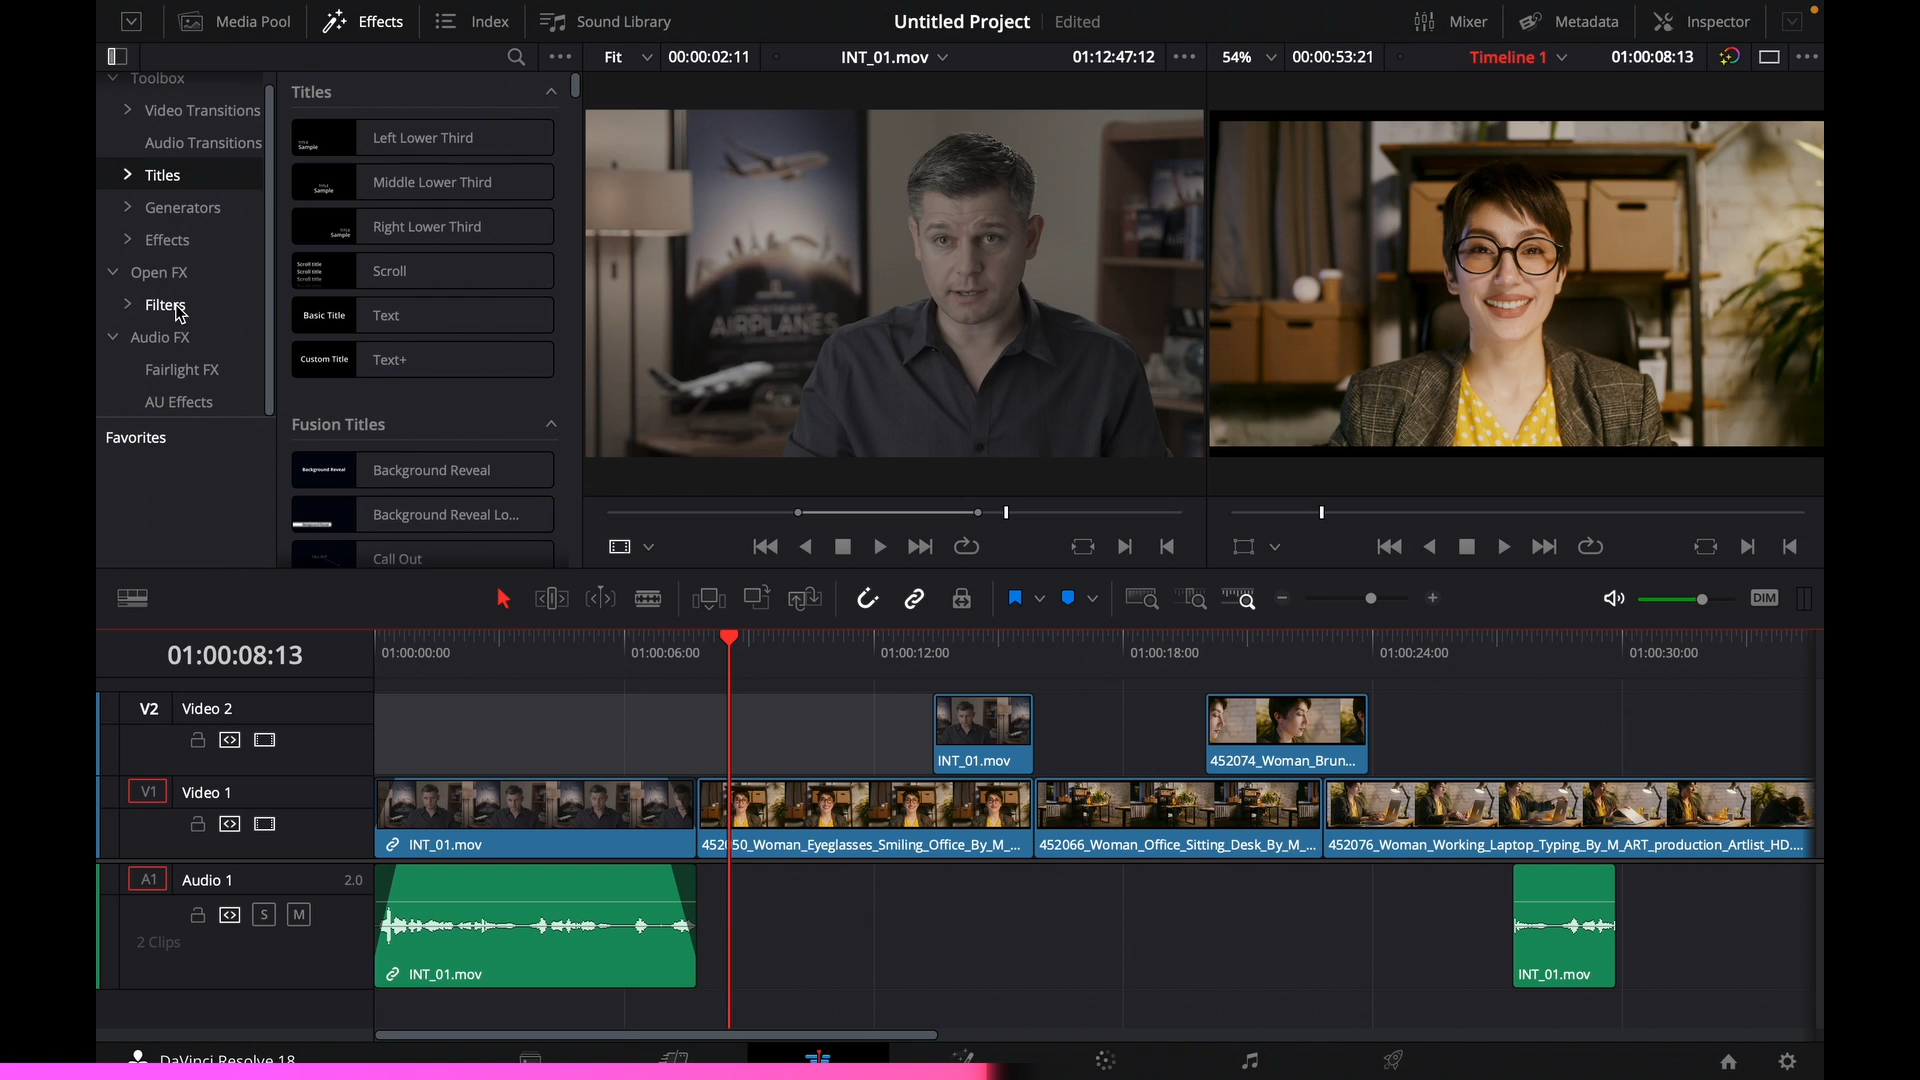 Media Pool
Effects
Index
Sound Library
Untitled Project
Edited
Mixer
Metadata
Inspector
Fit
00:00:02:11
INT_01.mov
01:12:47:12
54%
00:00:53:21
Timeline 1
01:00:08:13
Toolbox
Video Transitions
Audio Transitions
Titles
Generators
Effects
Open FX
Filters
Audio FX
Fairlight FX
AU Effects
Favorites
Titles
Left Lower Third
Middle Lower Third
Right Lower Third
Scroll
Basic Title
Text
Custom Title
Text+
Fusion Titles
Background Reveal
Background Reveal
Background Reveal Lo...
Call Out
AIRPLANES
DIM
01:00:08:13
01:00:00:00
01:00:06:00
01:00:12:00
01:00:18:00
01:00:24:00
01:00:30:00
V2
Video 2
INT_01.mov
452074_Woman_Brun...
V1
Video 1
INT_01.mov
452050_Woman_Eyeglasses_Smiling_Office_By_M_...
452066_Woman_Office_Sitting_Desk_By_M_...
452076_Woman_Working_Laptop_Typing_By_M_ART_production_Artlist_HD....
A1
Audio 1
2.0
S
M
2 Clips
INT_01.mov
INT_01.mov
DaVinci Resolve 18